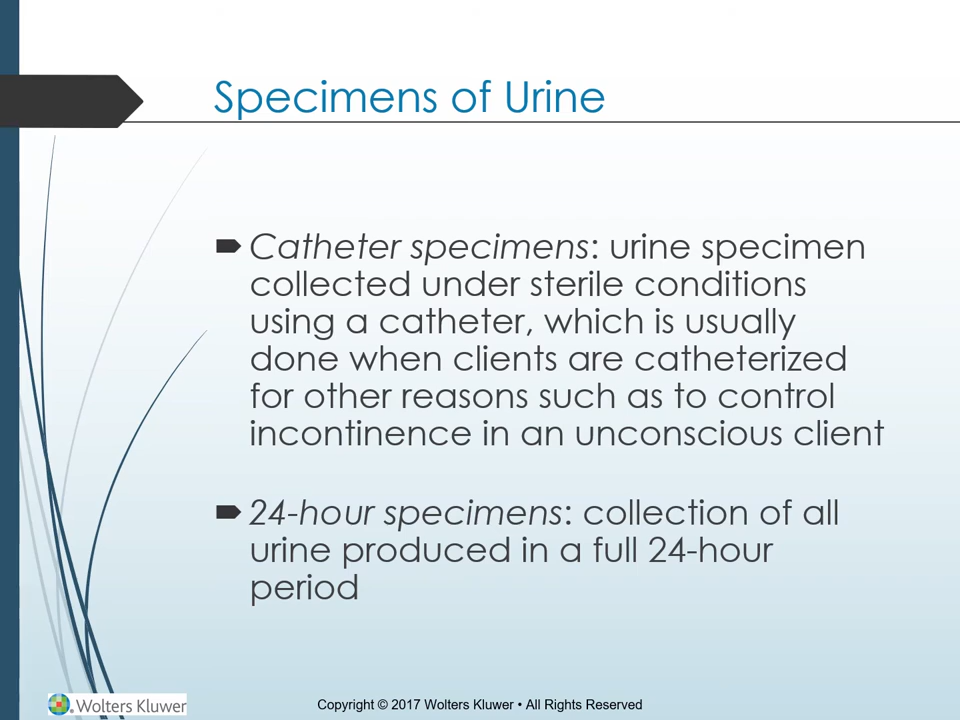 Specimens of Urine
Catheter specimens: urine specimen
collected under sterile conditions
using a catheter, which is usually
done when clients are catheterized
for other reasons such as to control
incontinence in an unconscious client
24-hour specimens: collection of all
urine produced in a full 24-hour
period
Wolters Kluwer
Copyright © 2017 Wolters Kluwer • All Rights Reserved